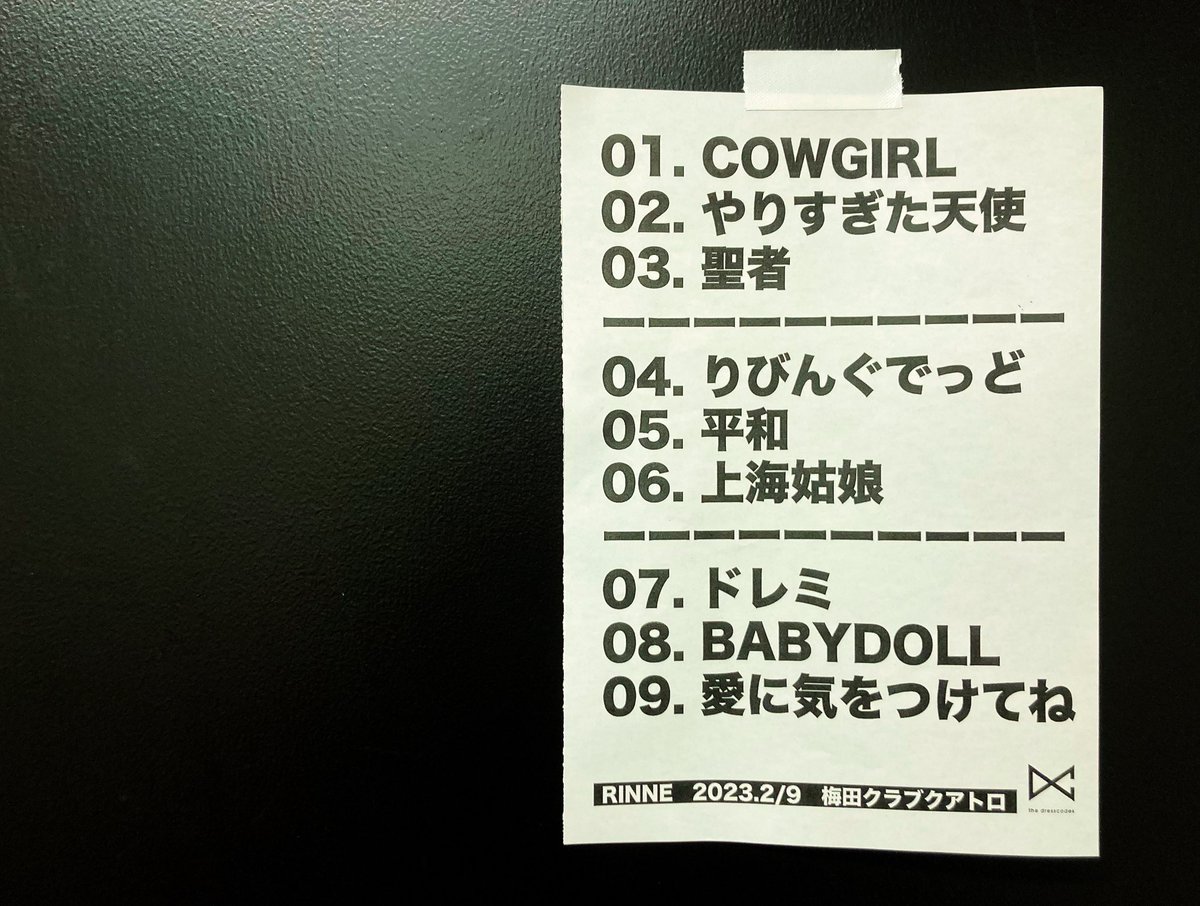 01. COWGIRL
02. やりすぎた天使
03. 聖者
04. りびんぐでっど
05. 平和
06. 上海姑娘
07. ドレミ
08. BABYDOLL
09. 愛に気をつけてね
RINNE 2023.2/9 梅田クラブクアトロ
the dresscodes